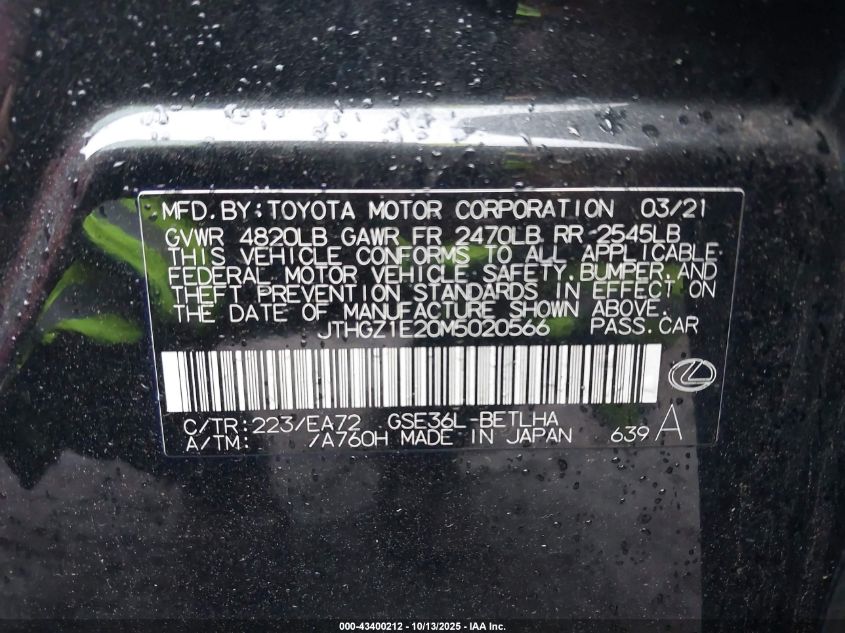 MFD. BY: TOYOTA MOTOR CORPORATION 03/21
GVWR 4820LB GAWR FR 2470LB RR 2545LB
THIS VEHICLE CONFORMS TO ALL APPLICABLE
FEDERAL MOTOR VEHICLE SAFETY, BUMPER, AND
THEFT PREVENTION STANDARDS IN EFFECT ON
THE DATE OF MANUFACTURE SHOWN ABOVE.
JTHGZ1E20M5020566 PASS. CAR
C/TR: 223/EA72 GSE36L-BETLHA
A/TM: /A760H MADE IN JAPAN 639 A
000-43400212 - 10/13/2025 - IAA Inc.